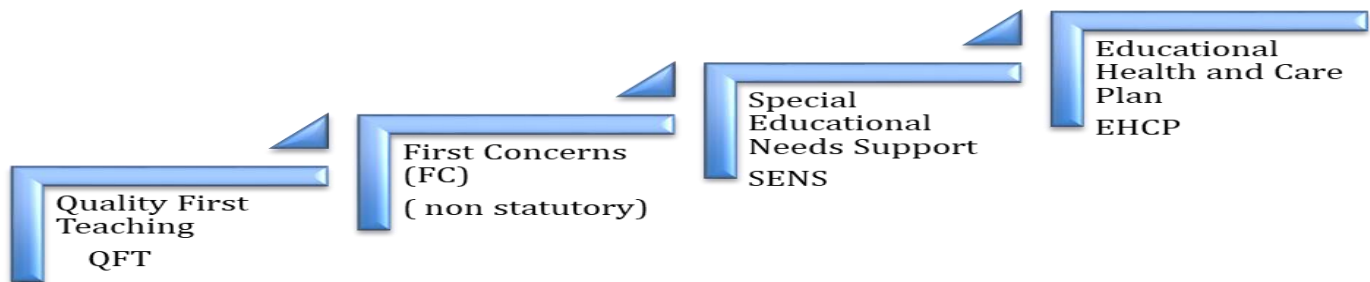 Quality First
Teaching
QFT
First Concerns
(FC)
( non statutory)
Special
Educational
Needs Support
SENS
Educational
Health and Care
Plan
EHCP